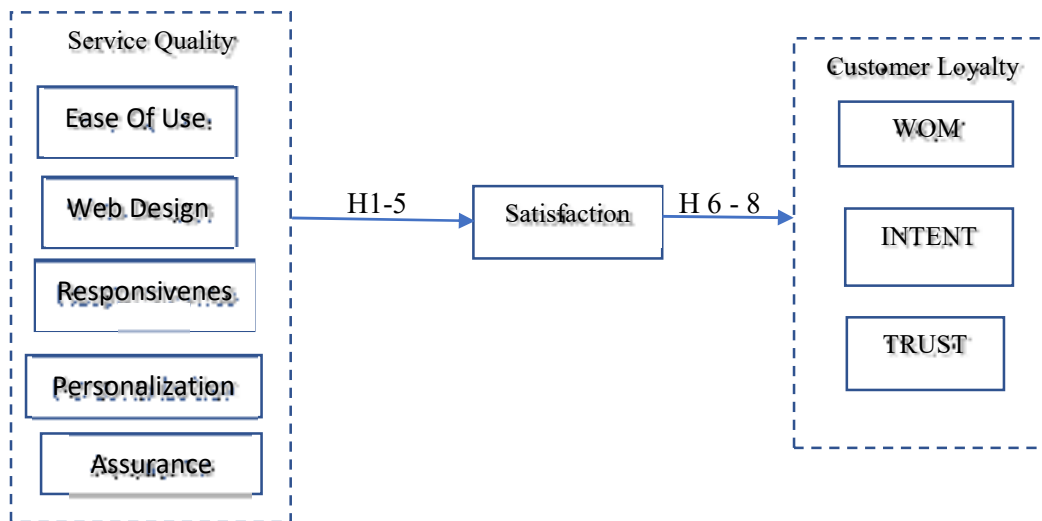 Service Quality
Ease Of Use
Web Design
Responsivenes
Personalization
Assurance
H1-5
Satisfaction
H 6 - 8
Customer Loyalty
WOM
INTENT
TRUST